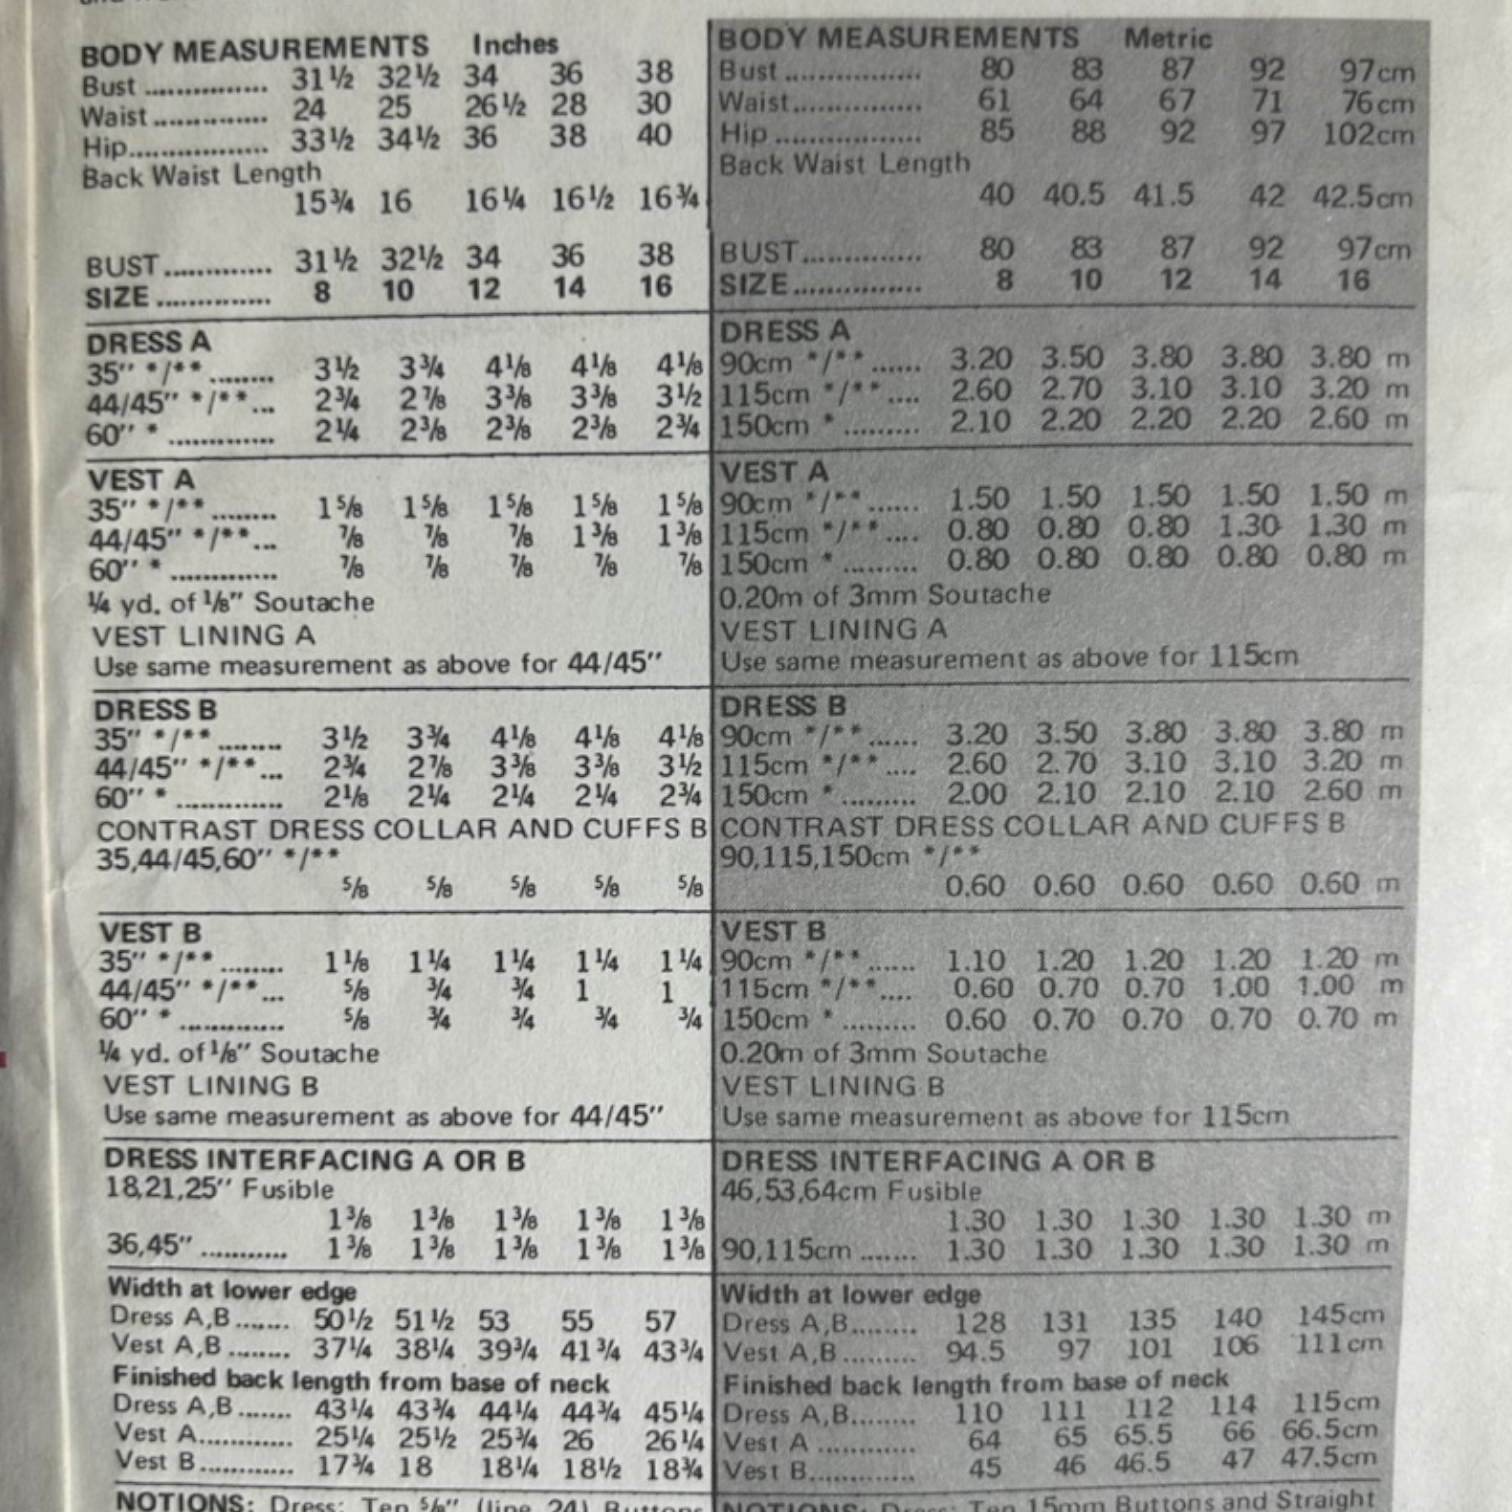 BODY MEASUREMENTS Inches
Bust ............... 31½ 32½ 34 36 38
Waist .............. 24 25 26½ 28 30
Hip................. 33½ 34½ 36 38 40
Back Waist Length
15¾ 16 16¼ 16½ 16¾
BUST ............. 31½ 32½ 34 36 38
SIZE .............. 8 10 12 14 16
DRESS A
35'' */** ........ 3½ 3¾ 4⅛ 4⅛ 4⅛
44/45'' */**... 2¾ 2⅞ 3⅜ 3⅜ 3½
60'' * ............. 2¼ 2⅜ 2⅜ 2⅜ 2¾
VEST A
35'' */** ........ 1⅝ 1⅝ 1⅝ 1⅝ 1⅝
44/45'' */**... ⅞ ⅞ ⅞ 1⅜ 1⅜
60'' * ............. ⅞ ⅞ ⅞ ⅞ ⅞
¼ yd. of ⅛'' Soutache
VEST LINING A
Use same measurement as above for 44/45''
DRESS B
35'' */** ........ 3½ 3¾ 4⅛ 4⅛ 4⅛
44/45'' */**... 2¾ 2⅞ 3⅜ 3⅜ 3½
60'' * ............. 2⅛ 2¼ 2¼ 2¼ 2¾
CONTRAST DRESS COLLAR AND CUFFS B
35,44/45,60'' */**
⅝ ⅝ ⅝ ⅝ ⅝
VEST B
35'' */** ........ 1⅛ 1¼ 1¼ 1¼ 1¼
44/45'' */**... ⅝ ¾ ¾ 1 1
60'' * ............. ⅝ ¾ ¾ ¾ ¾
¼ yd. of ⅛'' Soutache
VEST LINING B
Use same measurement as above for 44/45''
DRESS INTERFACING A OR B
18,21,25'' Fusible
1⅜ 1⅜ 1⅜ 1⅜ 1⅜
36,45'' ........... 1⅜ 1⅜ 1⅜ 1⅜ 1⅜
Width at lower edge
Dress A,B....... 50½ 51½ 53 55 57
Vest A,B ........ 37¼ 38¼ 39¾ 41¾ 43¾
Finished back length from base of neck
Dress A,B ....... 43¼ 43¾ 44¼ 44¾ 45¼
Vest A............ 25¼ 25½ 25¾ 26 26¼
Vest B............ 17¾ 18 18¼ 18½ 18¾
NOTIONS: Dress: Ten ⅝'' (line 24) Buttons
BODY MEASUREMENTS Metric
Bust ................ 80 83 87 92 97cm
Waist............... 61 64 67 71 76cm
Hip ................. 85 88 92 97 102cm
Back Waist Length
40 40.5 41.5 42 42.5cm
BUST.............. 80 83 87 92 97cm
SIZE............... 8 10 12 14 16
DRESS A
90cm */** ...... 3.20 3.50 3.80 3.80 3.80 m
115cm */** .... 2.60 2.70 3.10 3.10 3.20 m
150cm * ......... 2.10 2.20 2.20 2.20 2.60 m
VEST A
90cm */** ...... 1.50 1.50 1.50 1.50 1.50 m
115cm */** .... 0.80 0.80 0.80 1.30 1.30 m
150cm * ......... 0.80 0.80 0.80 0.80 0.80 m
0.20m of 3mm Soutache
VEST LINING A
Use same measurement as above for 115cm
DRESS B
90cm */** ...... 3.20 3.50 3.80 3.80 3.80 m
115cm */** .... 2.60 2.70 3.10 3.10 3.20 m
150cm * ......... 2.00 2.10 2.10 2.10 2.60 m
CONTRAST DRESS COLLAR AND CUFFS B
90,115,150cm */**
0.60 0.60 0.60 0.60 0.60 m
VEST B
90cm */** ...... 1.10 1.20 1.20 1.20 1.20 m
115cm */**.... 0.60 0.70 0.70 1.00 1.00 m
150cm * ......... 0.60 0.70 0.70 0.70 0.70 m
0.20m of 3mm Soutache
VEST LINING B
Use same measurement as above for 115cm
DRESS INTERFACING A OR B
46,53,64cm Fusible
1.30 1.30 1.30 1.30 1.30 m
90,115cm ....... 1.30 1.30 1.30 1.30 1.30 m
Width at lower edge
Dress A,B........ 128 131 135 140 145cm
Vest A,B ......... 94.5 97 101 106 111cm
Finished back length from base of neck
Dress A,B........ 110 111 112 114 115cm
Vest A ............ 64 65 65.5 66 66.5cm
Vest B............. 45 46 46.5 47 47.5cm
NOTIONS: Dress: Ten 15mm Buttons and Straight